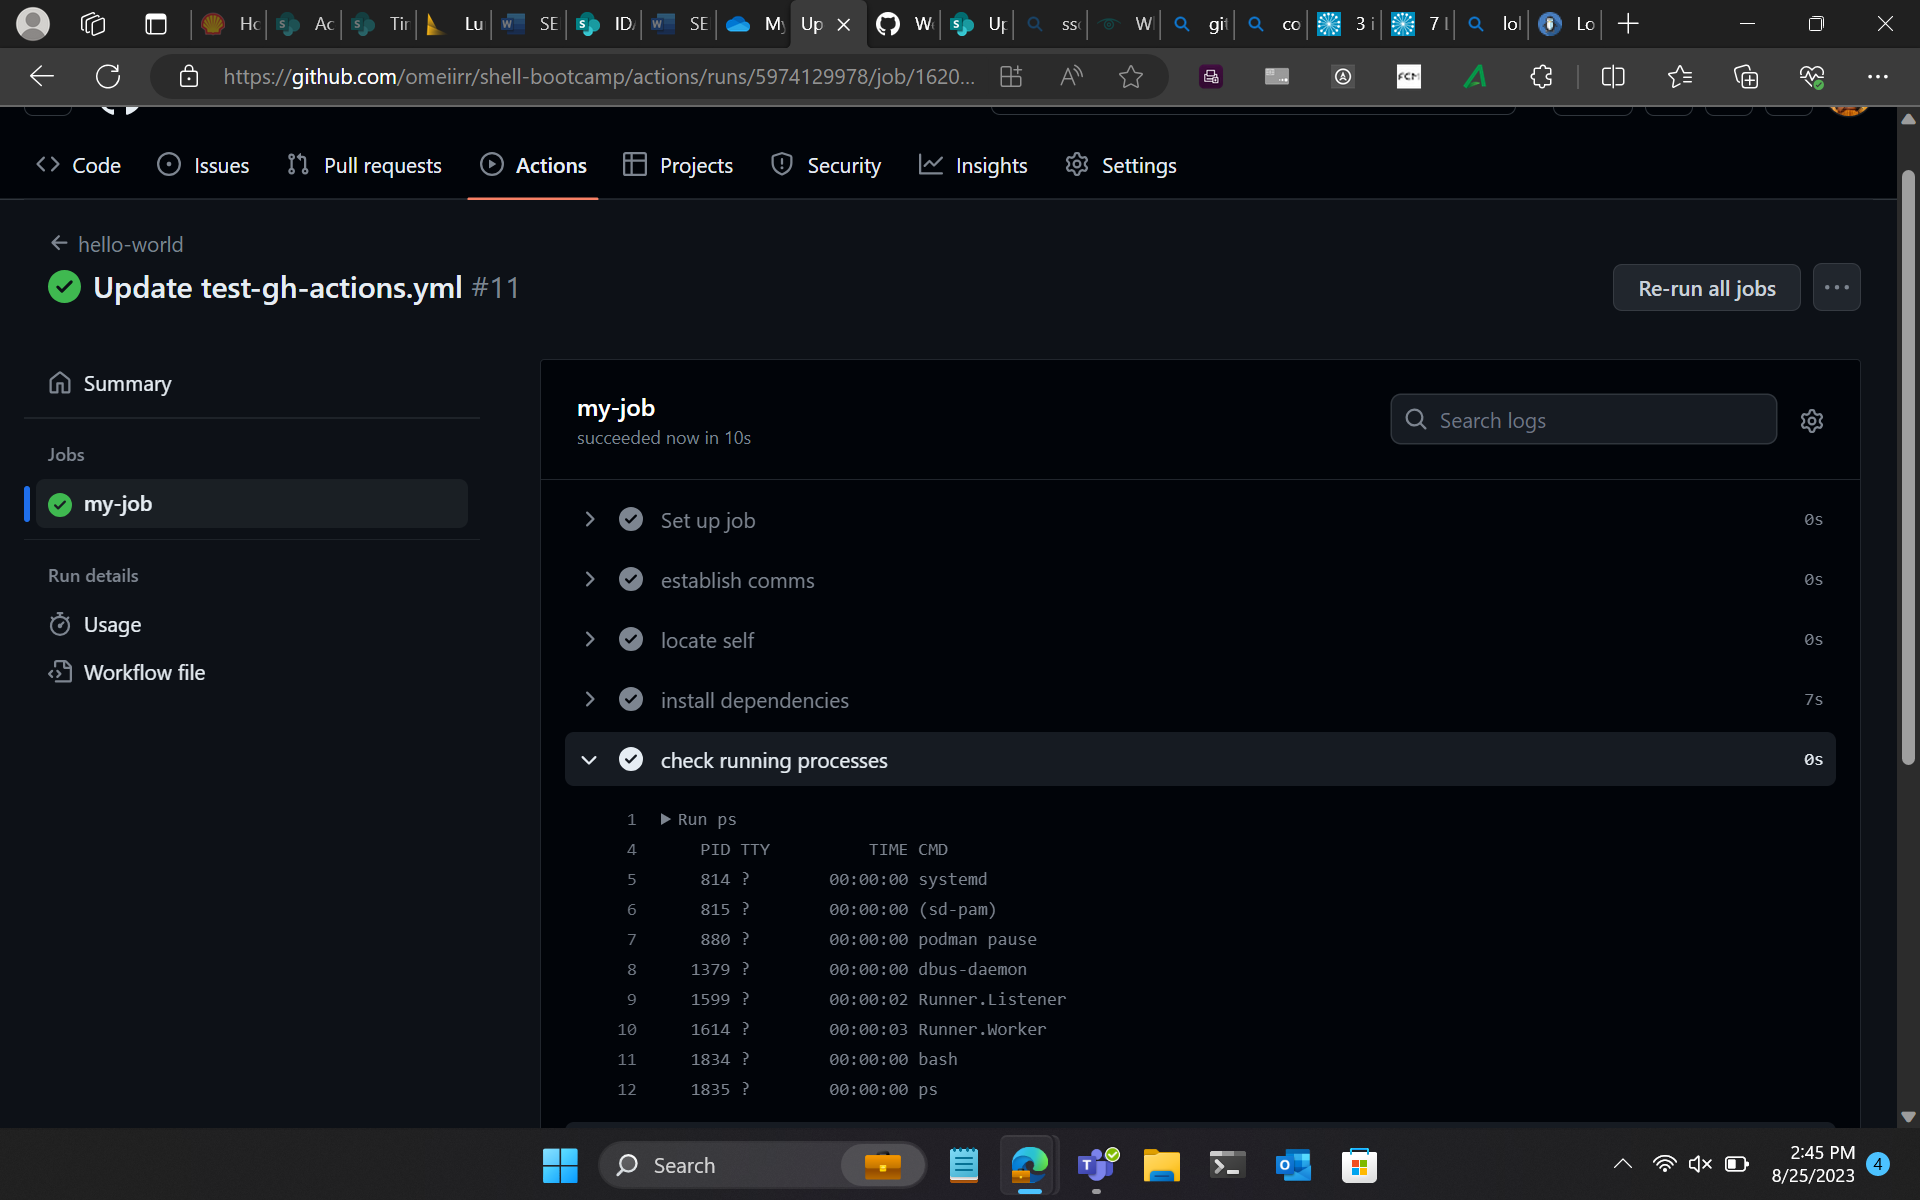 Ho
Ac
Tir
Lu
SE
ID
SE
My
Up
W
Up
sso
W
git
co
3 i
7 l
lol
Lo
https://github.com/omeiirr/shell-bootcamp/actions/runs/5974129978/job/1620...
Code Issues Pull requests Actions Projects Security Insights Settings
hello-world
Update test-gh-actions.yml #11
Re-run all jobs
Summary
Jobs
my-job
Run details
Usage
Workflow file
my-job
succeeded now in 10s
Search logs
Set up job 0s
establish comms 0s
locate self 0s
install dependencies 7s
check running processes 0s
1 Run ps
4 PID TTY TIME CMD
5 814 ? 00:00:00 systemd
6 815 ? 00:00:00 (sd-pam)
7 880 ? 00:00:00 podman pause
8 1379 ? 00:00:00 dbus-daemon
9 1599 ? 00:00:02 Runner.Listener
10 1614 ? 00:00:03 Runner.Worker
11 1834 ? 00:00:00 bash
12 1835 ? 00:00:00 ps
Search
2:45 PM
8/25/2023
4